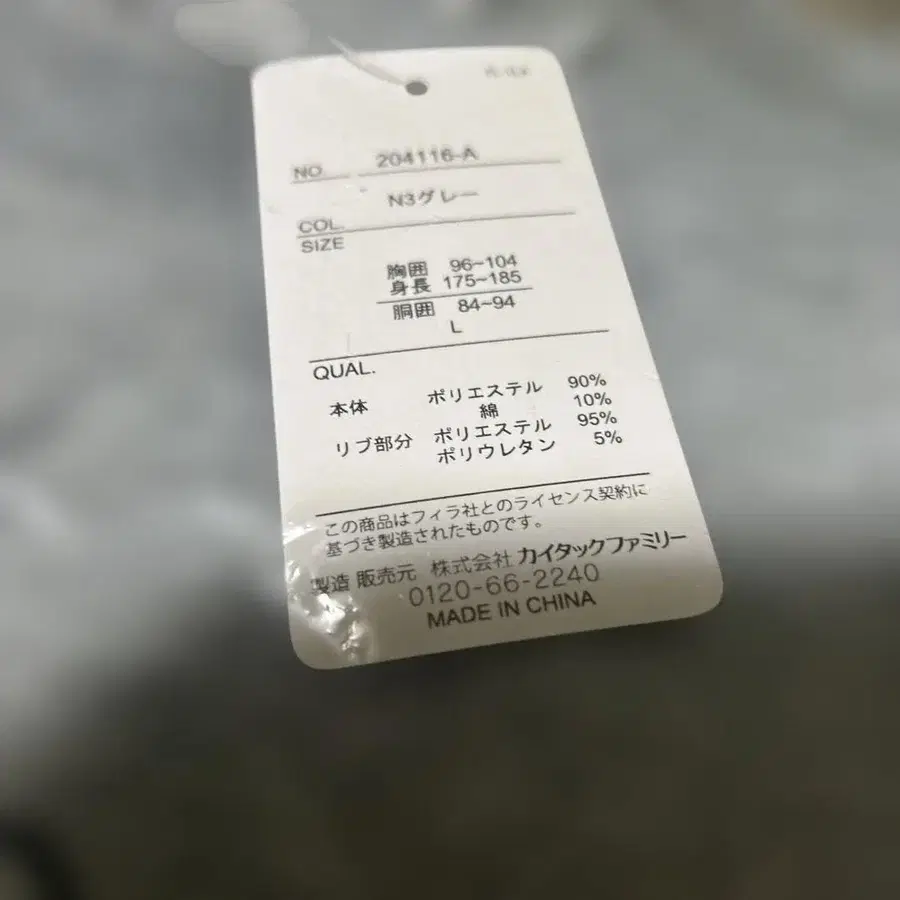 NO. 204116-A
COL. N3グレー
SIZE
胸囲 96~104
身長 175~185
胴囲 84~94
L
QUAL.
本体 ポリエステル 90%
綿 10%
リブ部分 ポリエステル 95%
ポリウレタン 5%
この商品はフィラ社とのライセンス契約に
基づき製造されたものです。
製造 販売元 株式会社 カイタックファミリー
0120-66-2240
MADE IN CHINA